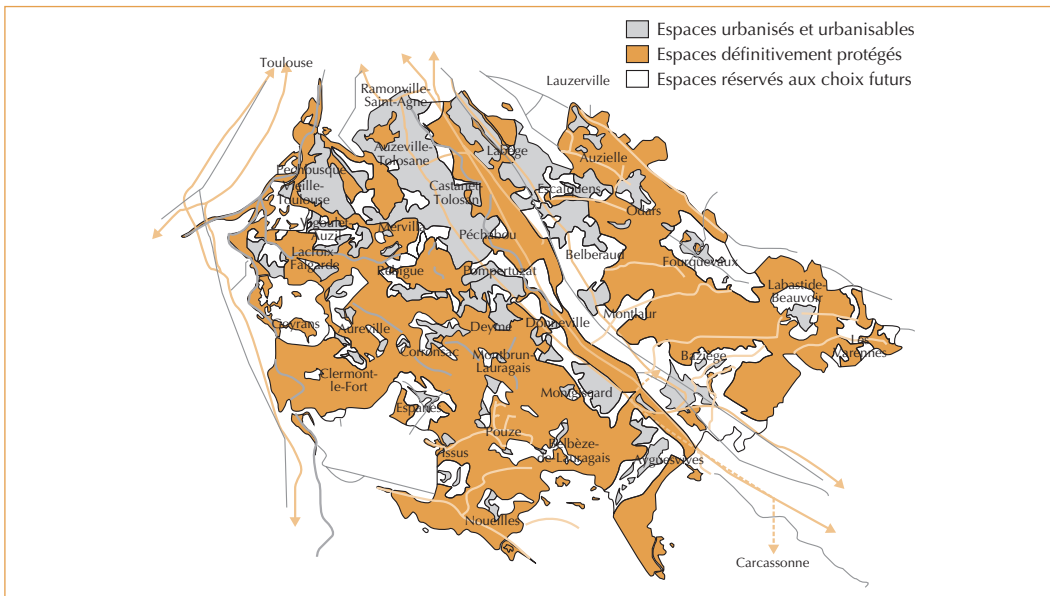 Espaces urbanisés et urbanisables
Espaces définitivement protégés
Espaces réservés aux choix futurs
Toulouse
Lauzerville
Ramonville-
Saint-Agne
Auzeville-
Tolosane
Labège
Auzielle
Péchbusque
Vieille-
Toulouse
Castanet-
Tolosan
Escalquens
Odars
Vigoulet-
Auzil
Mervilla
Péchabou
Belberaud
Fourquevaux
Lacroix-
Falgarde
Rebigue
Pompertuzat
Labastide-
Beauvoir
Goyrans
Aureville
Deyme
Donneville
Montlaur
Les
Varennes
Corronsac
Montbrun-
Lauragais
Baziège
Clermont-
le-Fort
Espanès
Montgiscard
Pouze
Issus
Belbèze-
de-Lauragais
Ayguesvives
Noueilles
Carcassonne